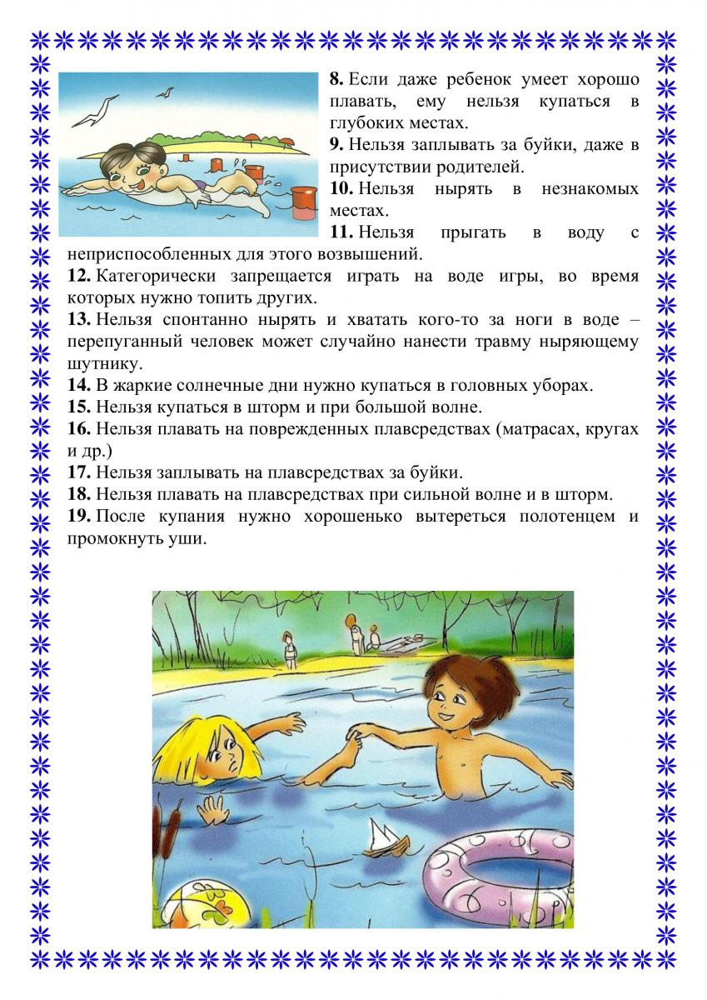 8. Если даже ребенок умеет хорошо
плавать, ему нельзя купаться в
глубоких местах.
9. Нельзя заплывать за буйки, даже в
присутствии родителей.
10. Нельзя нырять в незнакомых
местах.
11. Нельзя прыгать в воду с
неприспособленных для этого возвышений.
12. Категорически запрещается играть на воде игры, во время
которых нужно топить других.
13. Нельзя спонтанно нырять и хватать кого-то за ноги в воде –
перепуганный человек может случайно нанести травму ныряющему
шутнику.
14. В жаркие солнечные дни нужно купаться в головных уборах.
15. Нельзя купаться в шторм и при большой волне.
16. Нельзя плавать на поврежденных плавсредствах (матрасах, кругах
и др.)
17. Нельзя заплывать на плавсредствах за буйки.
18. Нельзя плавать на плавсредствах при сильной волне и в шторм.
19. После купания нужно хорошенько вытереться полотенцем и
промокнуть уши.